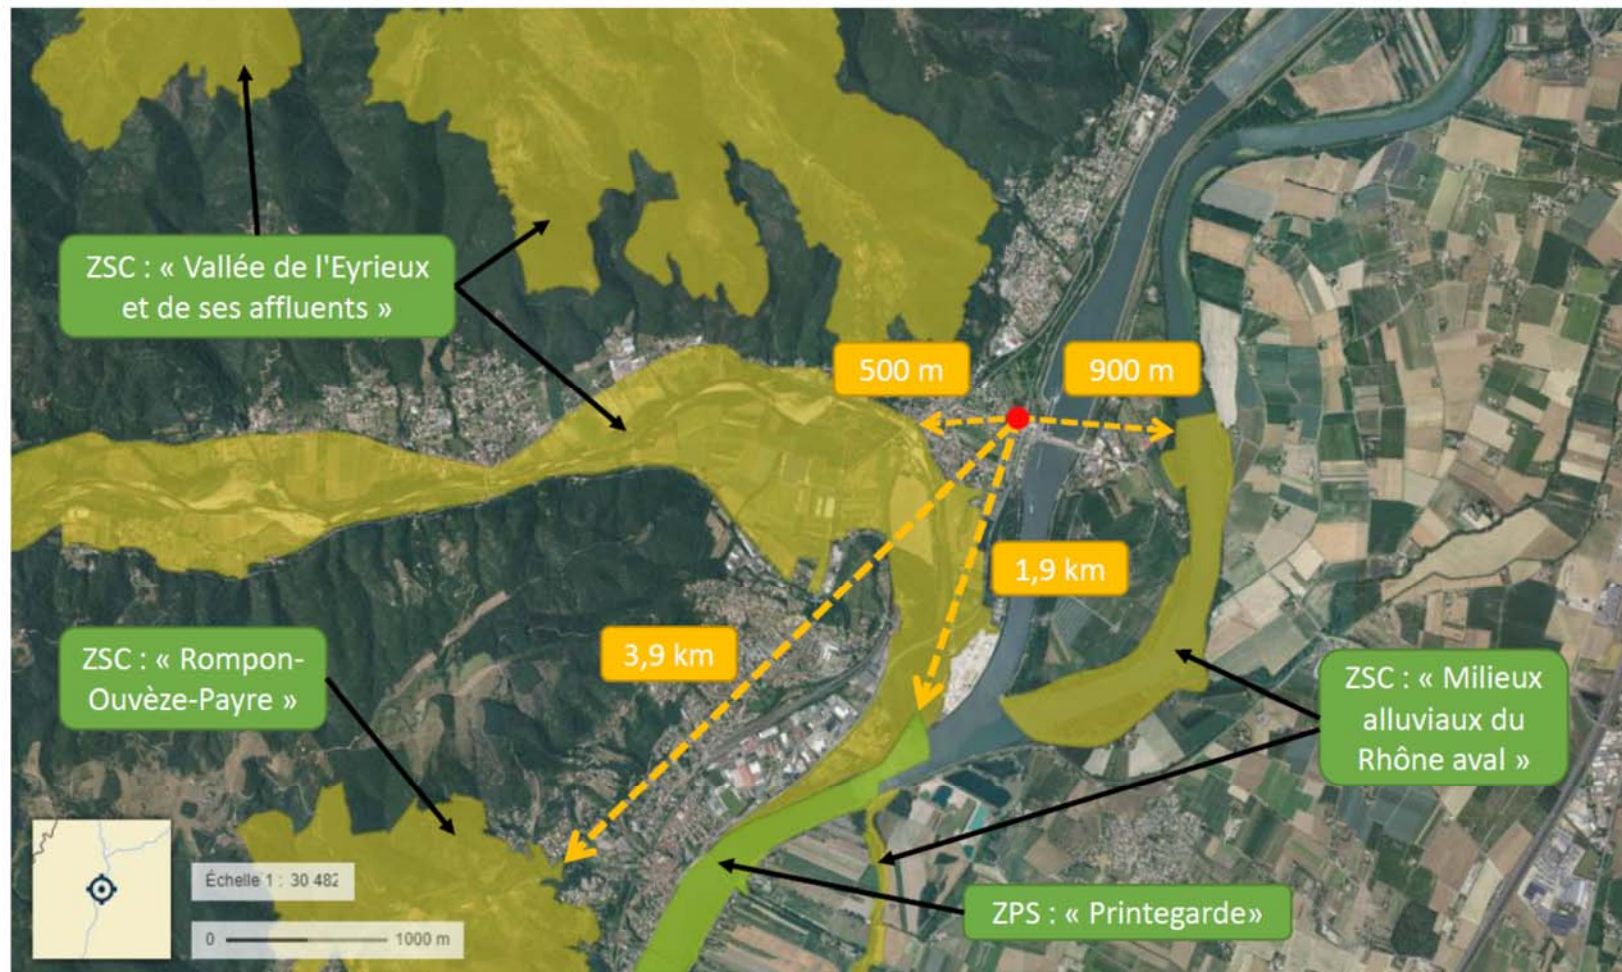 ZSC : « Vallée de l'Eyrieux
et de ses affluents »
500 m
900 m
1,9 km
3,9 km
ZSC : « Rompon-
Ouvèze-Payre »
ZSC : « Milieux
alluviaux du
Rhône aval »
Échelle 1 : 30 482
0 1000 m
ZPS : « Printegarde»